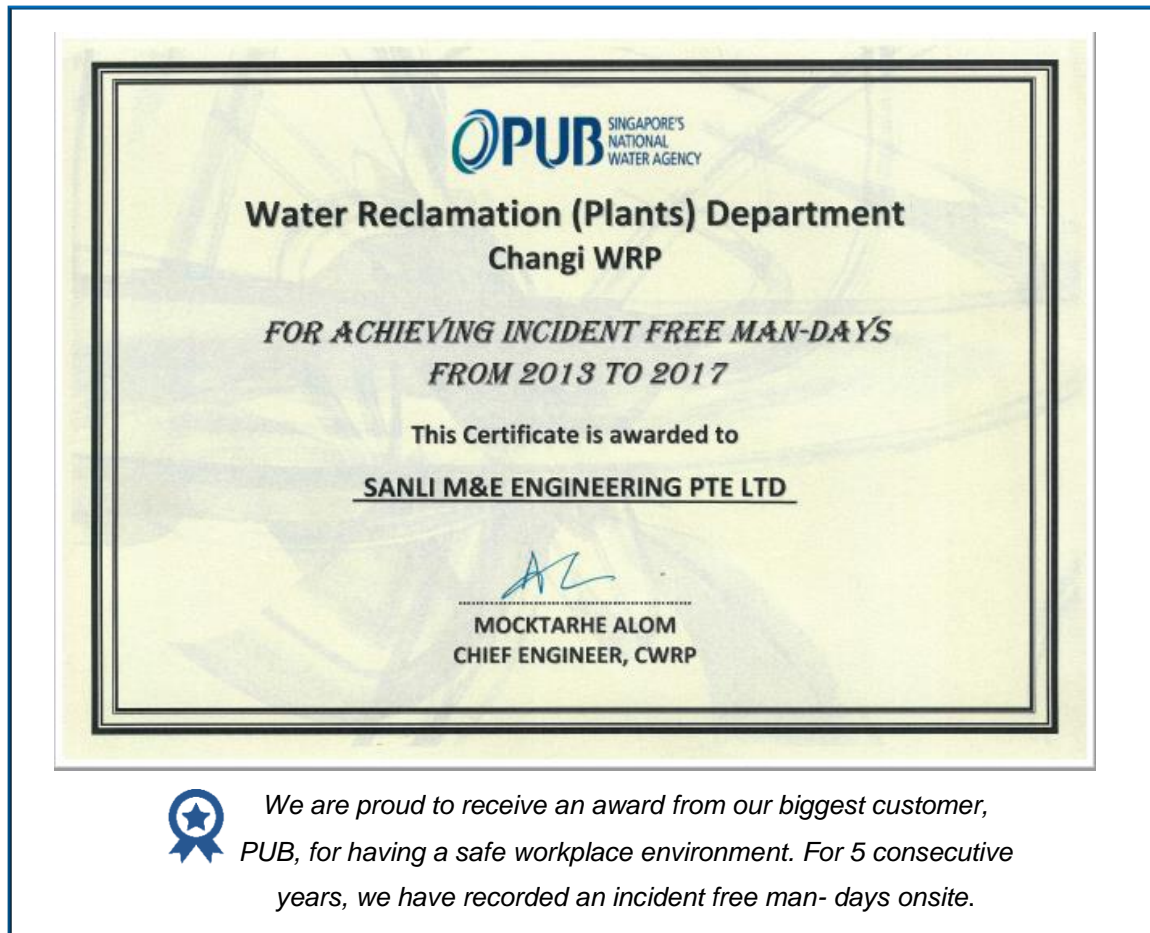 PUB SINGAPORE'S
NATIONAL
WATER AGENCY
Water Reclamation (Plants) Department
Changi WRP
FOR ACHIEVING INCIDENT FREE MAN-DAYS
FROM 2013 TO 2017
This Certificate is awarded to
SANLI M&E ENGINEERING PTE LTD
MOCKTARHE ALOM
CHIEF ENGINEER, CWRP
We are proud to receive an award from our biggest customer,
PUB, for having a safe workplace environment. For 5 consecutive
years, we have recorded an incident free man- days onsite.